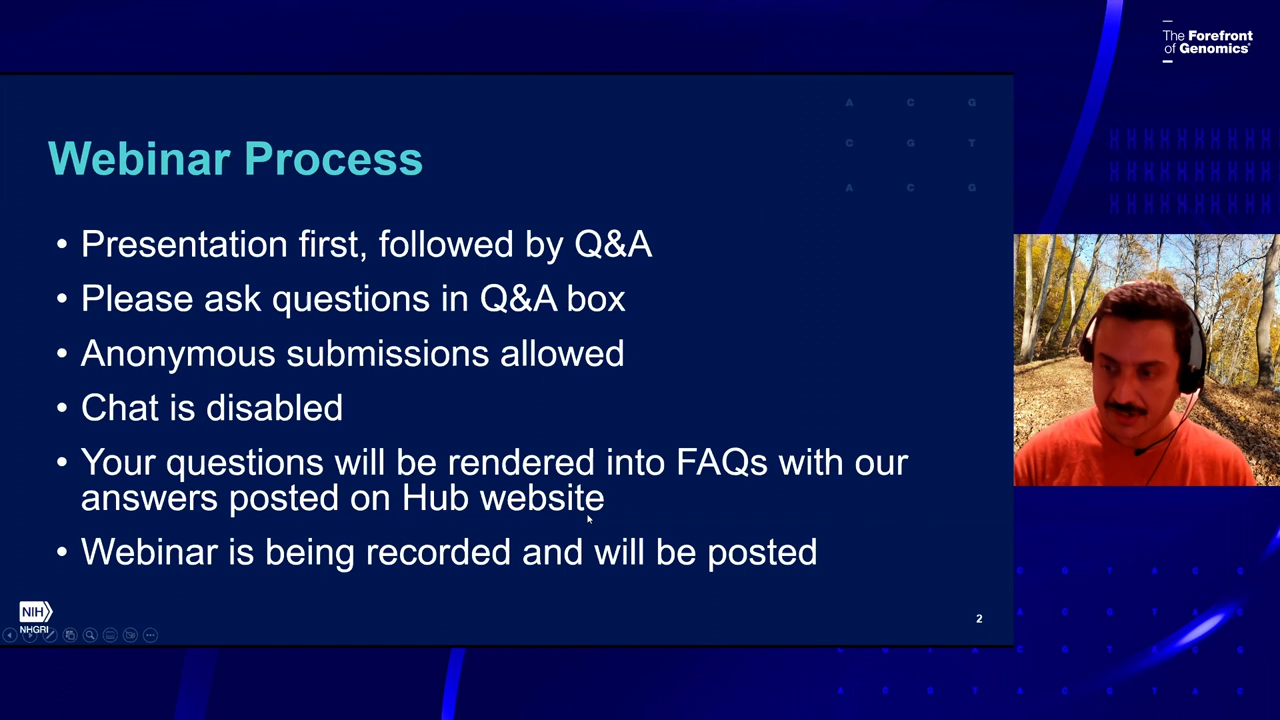 The Forefront
of Genomics®
A C G
C G T
A C G
Webinar Process
• Presentation first, followed by Q&A
• Please ask questions in Q&A box
• Anonymous submissions allowed
• Chat is disabled
• Your questions will be rendered into FAQs with our
answers posted on Hub website
• Webinar is being recorded and will be posted
NIH
NHGRI
2